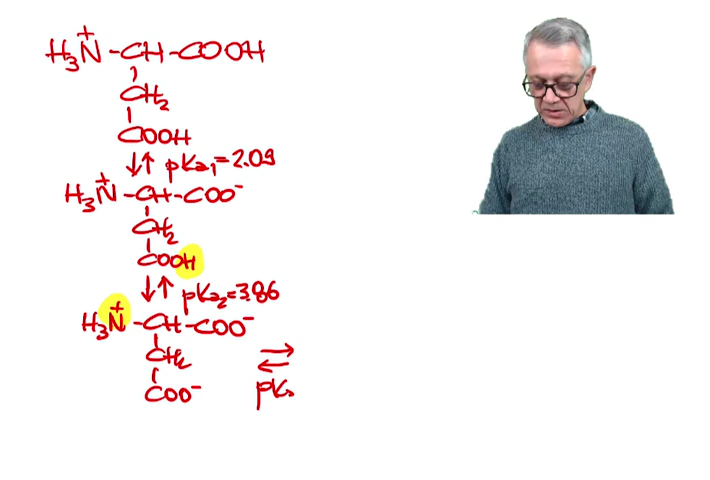 H₃N⁺-CH-COOH
CH₂
COOH
↓↑ pKa₁=2.09
H₃N⁺-CH-COO⁻
CH₂
COOH
↓↑ pKa₂=3.86
H₃N⁺-CH-COO⁻
CH₂
COO⁻
⇄
pKa